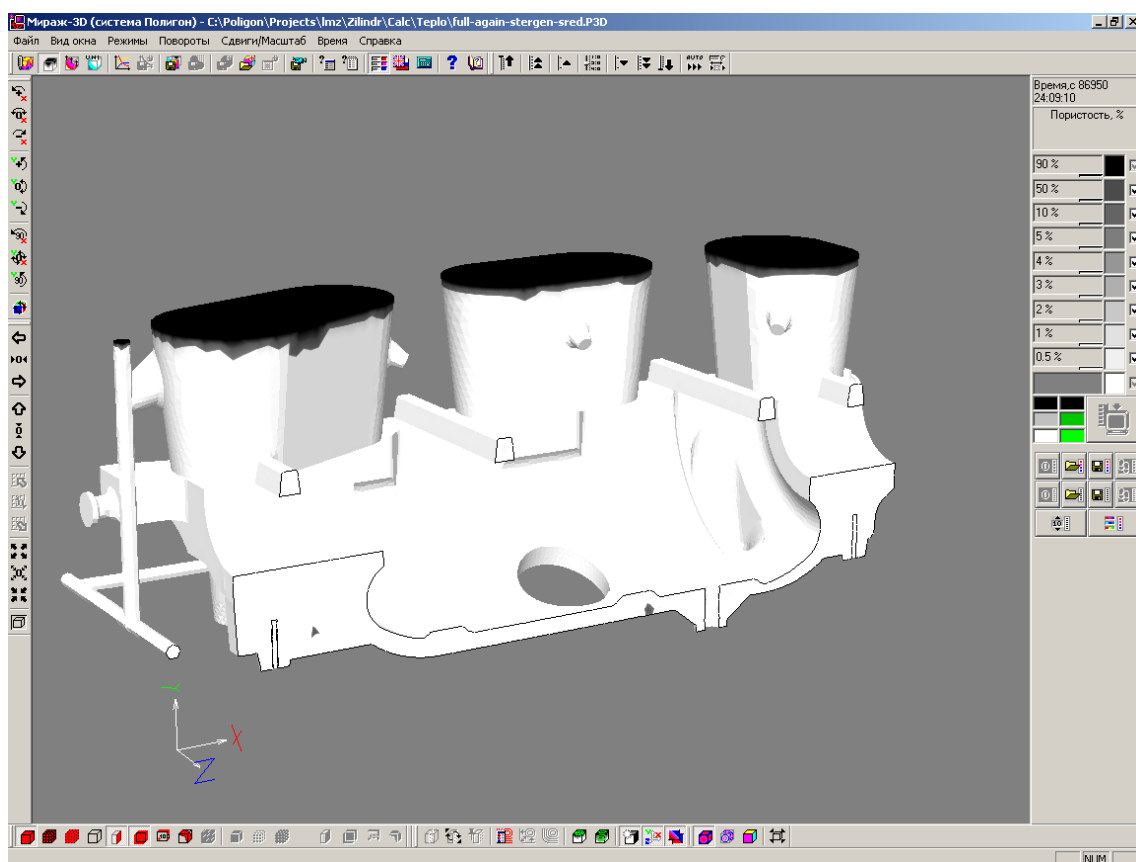 Мираж-3D (система Полигон) - C:\Poligon\Projects\lmz\Zilindr\Calc\Teplo\full-again-stergen-sred.P3D
Файл Вид окна Режимы Повороты Сдвиги/Масштаб Время Справка
Время,с 86950
24:09:10
Пористость, %
90 %
50 %
10 %
5 %
4 %
3 %
2 %
1 %
0.5 %
X
Z
NUM